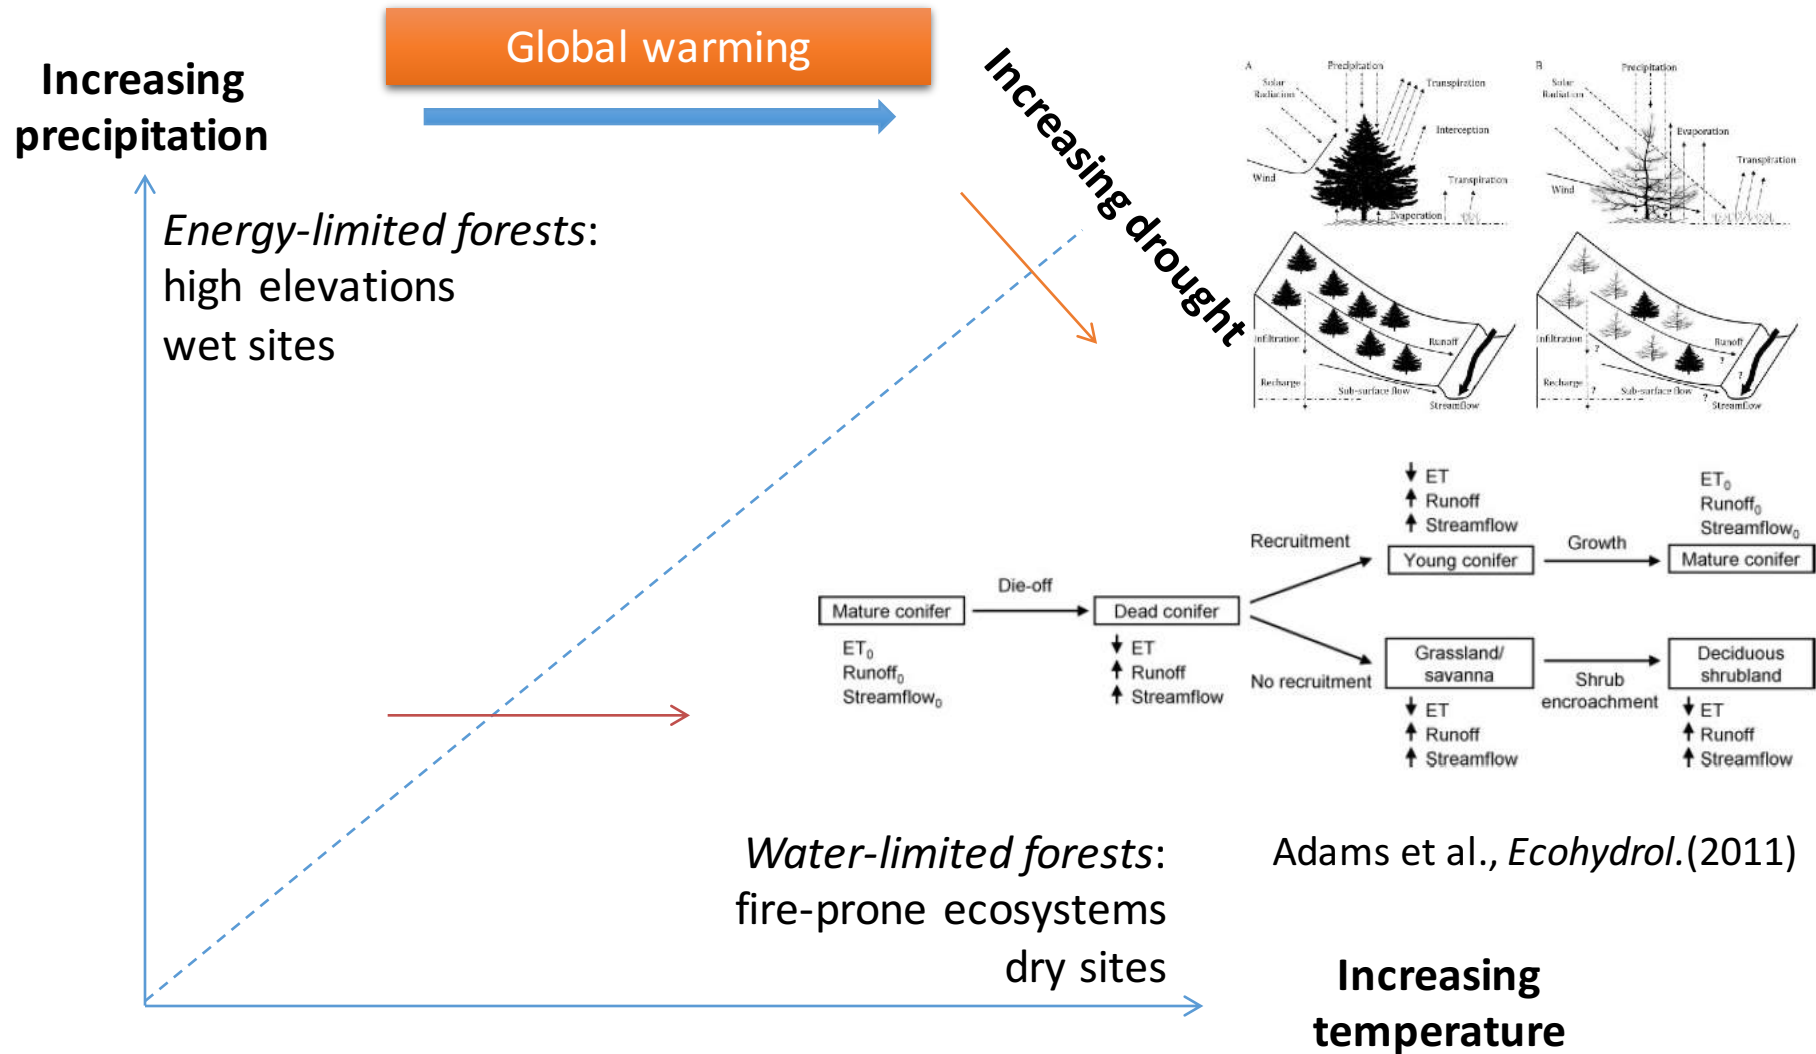 Global warming
Increasing
precipitation
Increasing drought
Energy-limited forests:
high elevations
wet sites
A
Precipitation
Solar
Radiation
Transpiration
Interception
Wind
Transpiration
Evaporation
B
Precipitation
Solar
Radiation
Evaporation
Transpiration
Wind
Infiltration
Runoff
Recharge
Sub-surface flow
Streamflow
Infiltration
?
Runoff
?
?
Recharge
?
Sub-surface flow
?
Streamflow
Mature conifer
ET0
Runoff0
Streamflow0
Die-off
Dead conifer
↓ ET
↑ Runoff
↑ Streamflow
Recruitment
↓ ET
↑ Runoff
↑ Streamflow
Young conifer
Growth
ET0
Runoff0
Streamflow0
Mature conifer
No recruitment
Grassland/
savanna
↓ ET
↑ Runoff
↑ Streamflow
Shrub
encroachment
Deciduous
shrubland
↓ ET
↑ Runoff
↑ Streamflow
Water-limited forests:
fire-prone ecosystems
dry sites
Adams et al., Ecohydrol.(2011)
Increasing
temperature